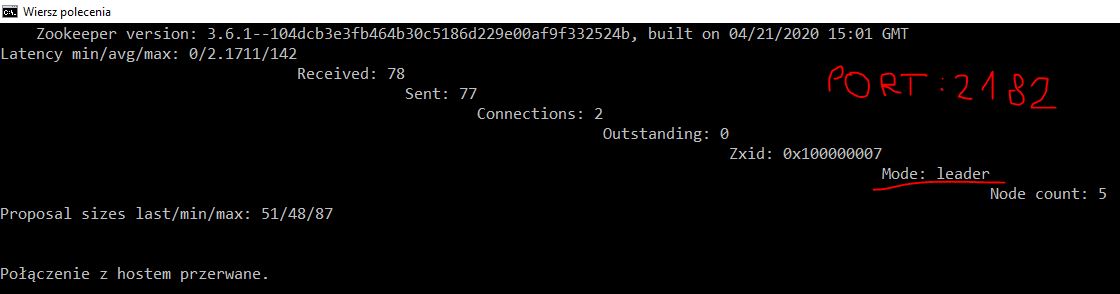 Wiersz polecenia
Zookeeper version: 3.6.1--104dcb3e3fb464b30c5186d229e00af9f332524b, built on 04/21/2020 15:01 GMT
Latency min/avg/max: 0/2.1711/142
Received: 78
PORT:2182
Sent: 77
Connections: 2
Outstanding: 0
Zxid: 0x100000007
Mode: leader
Node count: 5
Proposal sizes last/min/max: 51/48/87
Połączenie z hostem przerwane.